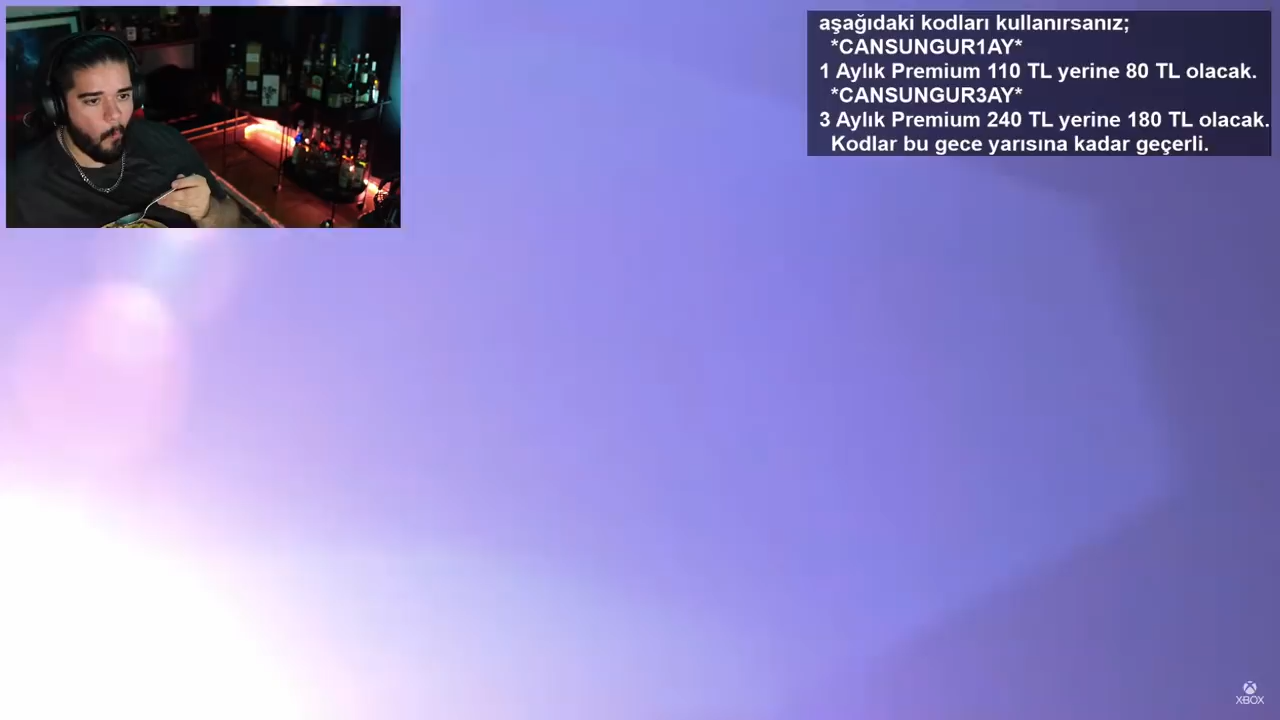 aşağıdaki kodları kullanırsanız;
*CANSUNGUR1AY*
1 Aylık Premium 110 TL yerine 80 TL olacak.
*CANSUNGUR3AY*
3 Aylık Premium 240 TL yerine 180 TL olacak.
Kodlar bu gece yarısına kadar geçerli.
XBOX